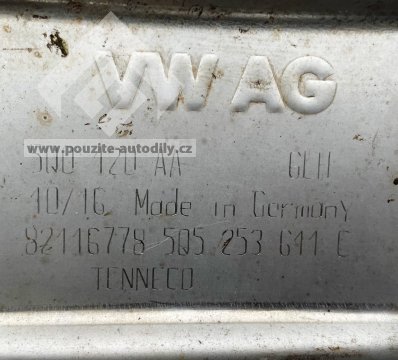 VW AG
www.pouzite-autodily.cz
5Q0 120 AA GEH
10/16 Made in Germany
82116778 5Q5 253 611 C
TENNECO